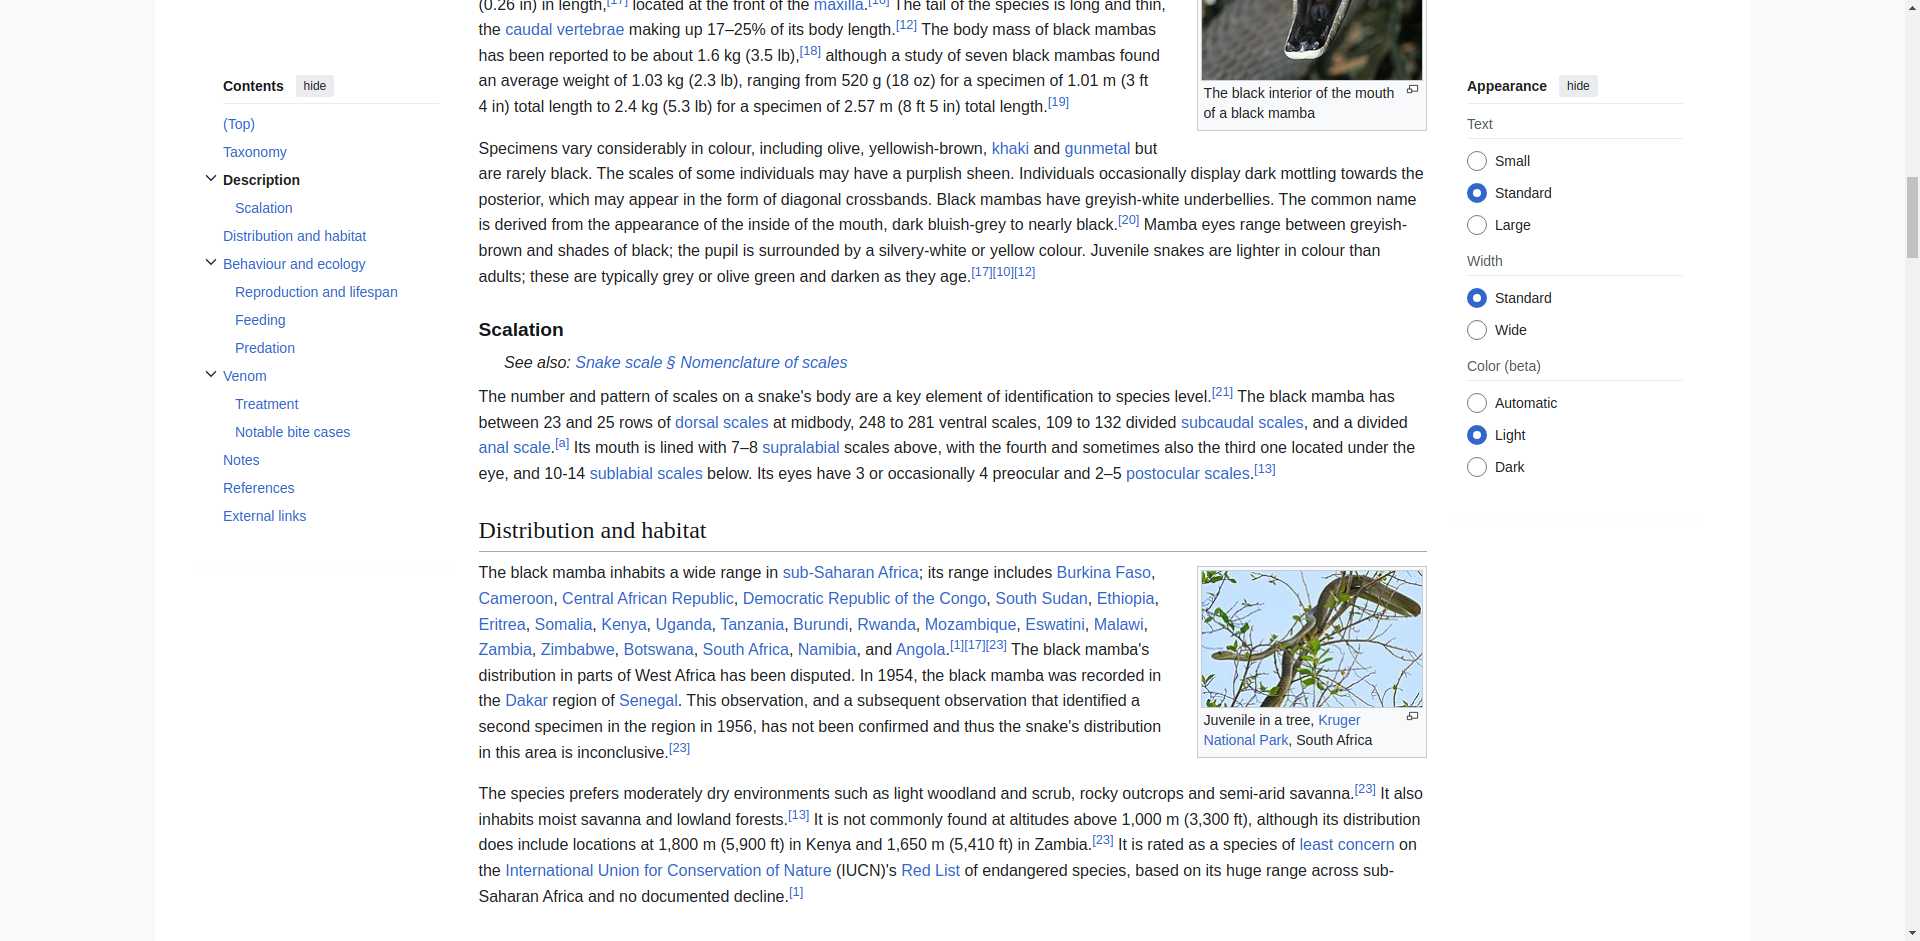 Contents hide
(Top)
Taxonomy
Description
Scalation
Distribution and habitat
Behaviour and ecology
Reproduction and lifespan
Feeding
Predation
Venom
Treatment
Notable bite cases
Notes
References
External links
(0.26 in) in length,[17] located at the front of the maxilla.[10] The tail of the species is long and thin,
the caudal vertebrae making up 17–25% of its body length.[12] The body mass of black mambas
has been reported to be about 1.6 kg (3.5 lb),[18] although a study of seven black mambas found
an average weight of 1.03 kg (2.3 lb), ranging from 520 g (18 oz) for a specimen of 1.01 m (3 ft
4 in) total length to 2.4 kg (5.3 lb) for a specimen of 2.57 m (8 ft 5 in) total length.[19]
The black interior of the mouth
of a black mamba
Specimens vary considerably in colour, including olive, yellowish-brown, khaki and gunmetal but
are rarely black. The scales of some individuals may have a purplish sheen. Individuals occasionally display dark mottling towards the
posterior, which may appear in the form of diagonal crossbands. Black mambas have greyish-white underbellies. The common name
is derived from the appearance of the inside of the mouth, dark bluish-grey to nearly black.[20] Mamba eyes range between greyish-
brown and shades of black; the pupil is surrounded by a silvery-white or yellow colour. Juvenile snakes are lighter in colour than
adults; these are typically grey or olive green and darken as they age.[17][10][12]
Scalation
See also: Snake scale § Nomenclature of scales
The number and pattern of scales on a snake's body are a key element of identification to species level.[21] The black mamba has
between 23 and 25 rows of dorsal scales at midbody, 248 to 281 ventral scales, 109 to 132 divided subcaudal scales, and a divided
anal scale.[a] Its mouth is lined with 7–8 supralabial scales above, with the fourth and sometimes also the third one located under the
eye, and 10-14 sublabial scales below. Its eyes have 3 or occasionally 4 preocular and 2–5 postocular scales.[13]
Distribution and habitat
The black mamba inhabits a wide range in sub-Saharan Africa; its range includes Burkina Faso,
Cameroon, Central African Republic, Democratic Republic of the Congo, South Sudan, Ethiopia,
Eritrea, Somalia, Kenya, Uganda, Tanzania, Burundi, Rwanda, Mozambique, Eswatini, Malawi,
Zambia, Zimbabwe, Botswana, South Africa, Namibia, and Angola.[1][17][23] The black mamba's
distribution in parts of West Africa has been disputed. In 1954, the black mamba was recorded in
the Dakar region of Senegal. This observation, and a subsequent observation that identified a
second specimen in the region in 1956, has not been confirmed and thus the snake's distribution
in this area is inconclusive.[23]
Juvenile in a tree, Kruger
National Park, South Africa
The species prefers moderately dry environments such as light woodland and scrub, rocky outcrops and semi-arid savanna.[23] It also
inhabits moist savanna and lowland forests.[13] It is not commonly found at altitudes above 1,000 m (3,300 ft), although its distribution
does include locations at 1,800 m (5,900 ft) in Kenya and 1,650 m (5,410 ft) in Zambia.[23] It is rated as a species of least concern on
the International Union for Conservation of Nature (IUCN)'s Red List of endangered species, based on its huge range across sub-
Saharan Africa and no documented decline.[1]
Appearance hide
Text
Small
Standard
Large
Width
Standard
Wide
Color (beta)
Automatic
Light
Dark